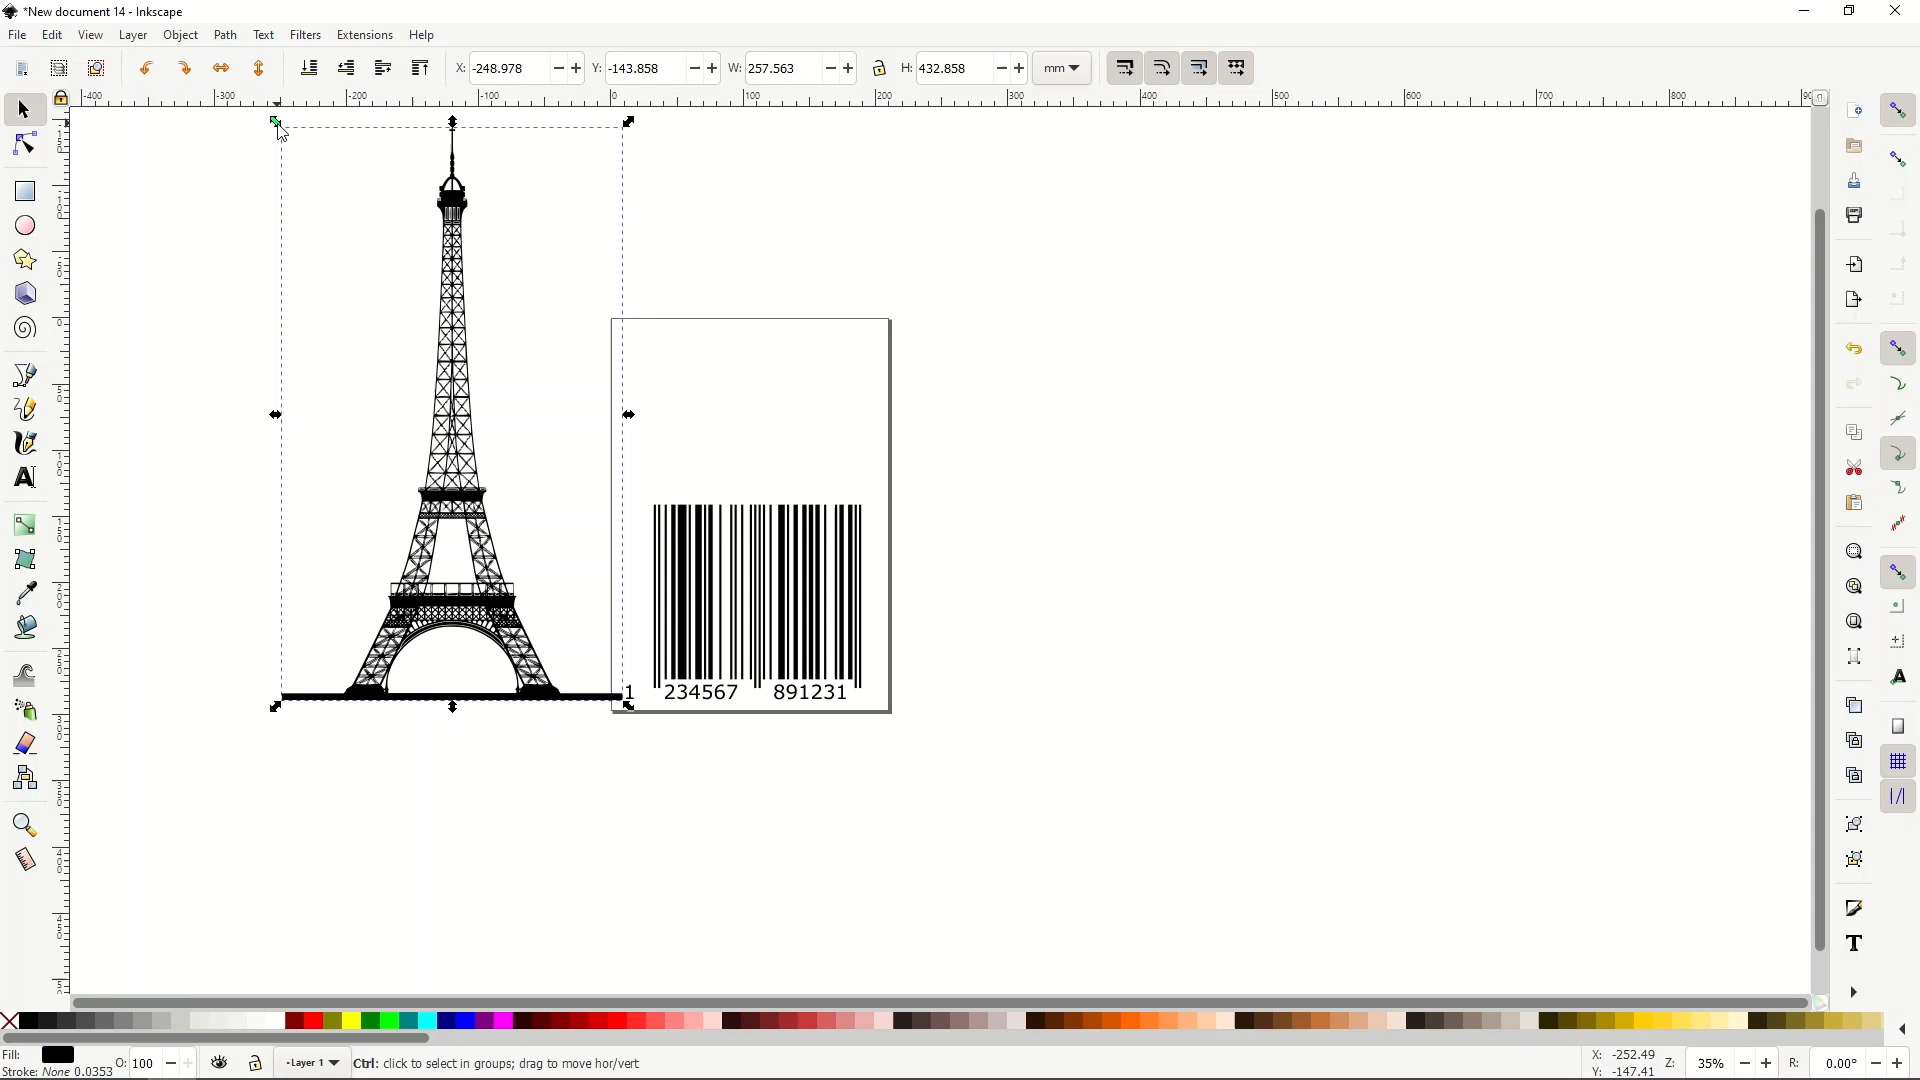 *New document 14 - Inkscape
File Edit View Layer Object Path Text Filters Extensions Help
X: -248.978 Y: -143.858 W: 257.563 H: 432.858 mm
-400 -300 -200 -100 0 100 200 300 400 500 600 700 800
1 234567 891231
Fill:
Stroke: None 0.0353
O: 100
Layer 1
Ctrl: click to select in groups; drag to move hor/vert
X: -252.49
Y: -147.41
Z: 35%
R: 0.00°